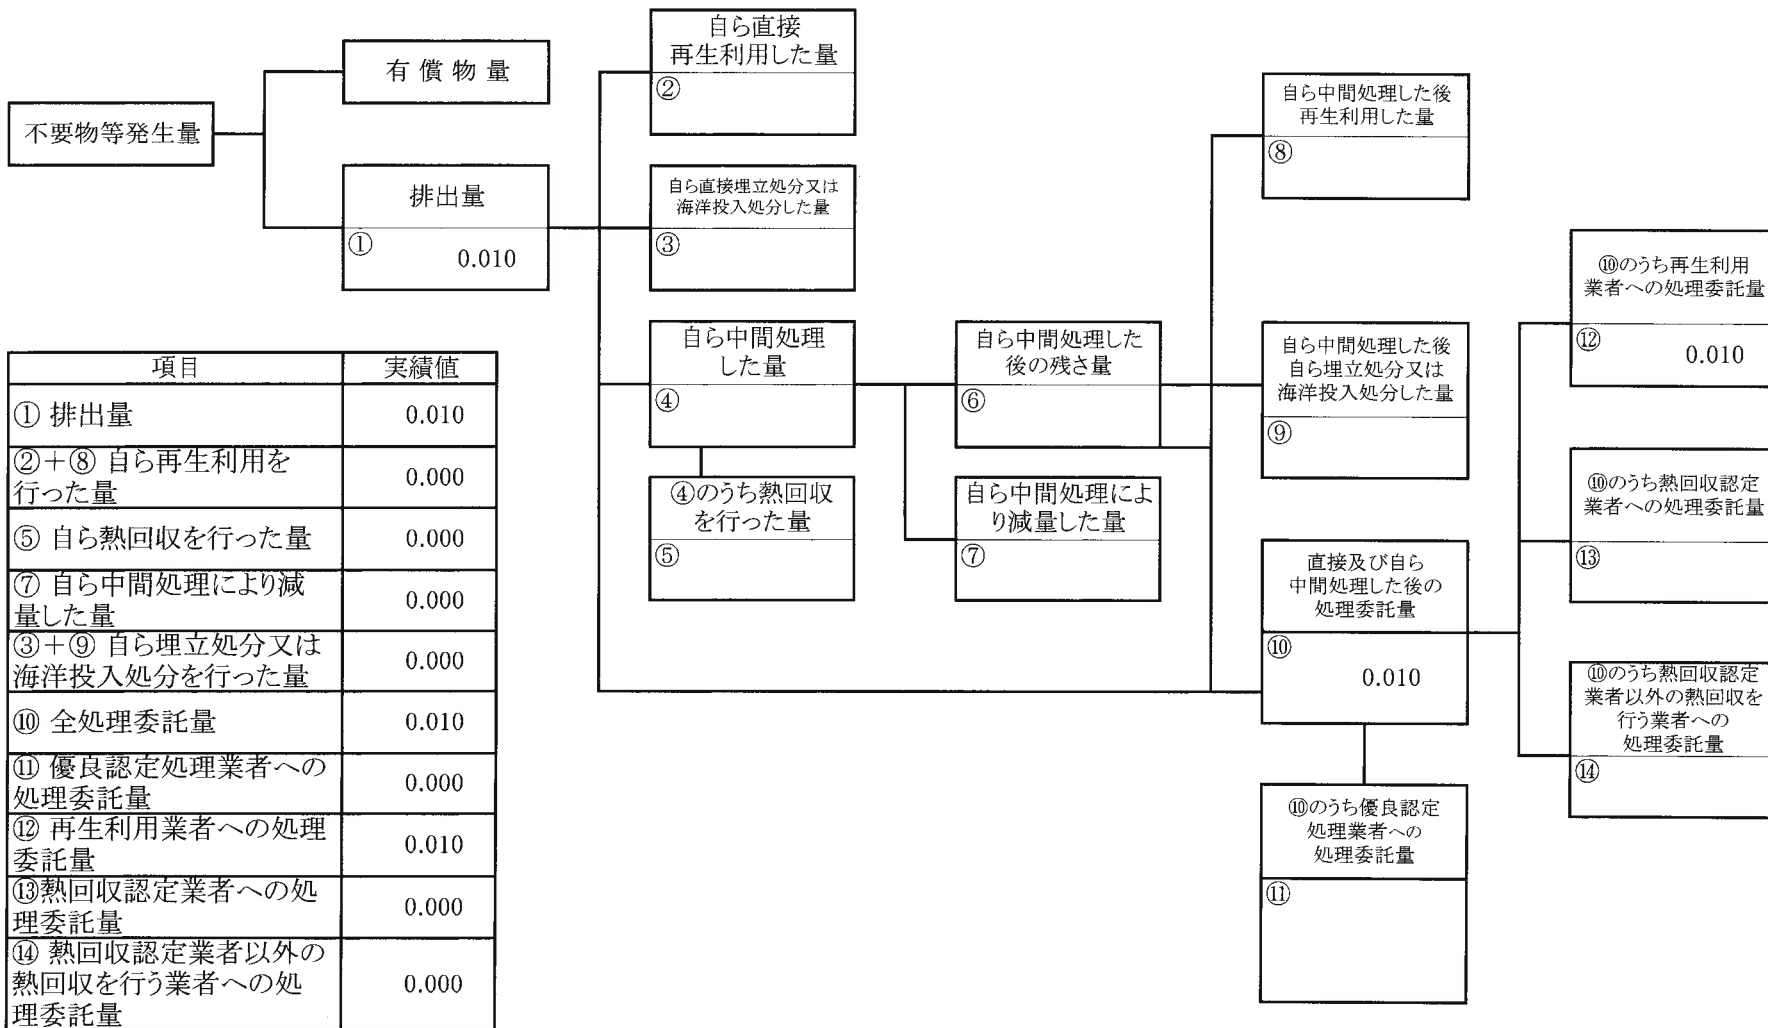 不要物等発生量
有償物量
排出量
①
0.010
自ら直接
再生利用した量
②
自ら直接埋立処分又は
海洋投入処分した量
③
自ら中間処理
した量
④
④のうち熱回収
を行った量
⑤
自ら中間処理した
後の残さ量
⑥
自ら中間処理によ
り減量した量
⑦
自ら中間処理した後
再生利用した量
⑧
自ら中間処理した後
自ら埋立処分又は
海洋投入処分した量
⑨
直接及び自ら
中間処理した後の
処理委託量
⑩
0.010
⑩のうち優良認定
処理業者への
処理委託量
⑪
⑩のうち再生利用
業者への処理委託量
⑫
0.010
⑩のうち熱回収認定
業者への処理委託量
⑬
⑩のうち熱回収認定
業者以外の熱回収を
行う業者への
処理委託量
⑭
項目 実績値
① 排出量 0.010
②+⑧ 自ら再生利用を
行った量 0.000
⑤ 自ら熱回収を行った量 0.000
⑦ 自ら中間処理により減
量した量 0.000
③+⑨ 自ら埋立処分又は
海洋投入処分を行った量 0.000
⑩ 全処理委託量 0.010
⑪ 優良認定処理業者への
処理委託量 0.000
⑫ 再生利用業者への処理
委託量 0.010
⑬熱回収認定業者への処
理委託量 0.000
⑭ 熱回収認定業者以外の
熱回収を行う業者への処
理委託量 0.000